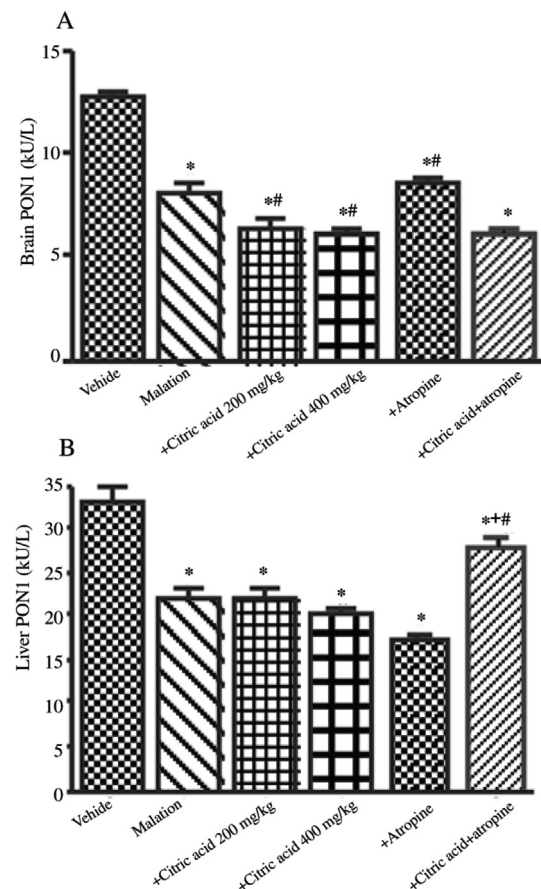 A
15
10
5
0
Brain PON1 (kU/L)
*
*#
*#
*#
*
Vehide
Malation
+Citric acid 200 mg/kg
+Citric acid 400 mg/kg
+Atropine
+Citric acid+atropine
B
35
30
25
20
15
10
5
0
Liver PON1 (kU/L)
*
*
*
*
*+#
Vehide
Malation
+Citric acid 200 mg/kg
+Citric acid 400 mg/kg
+Atropine
+Citric acid+atropine